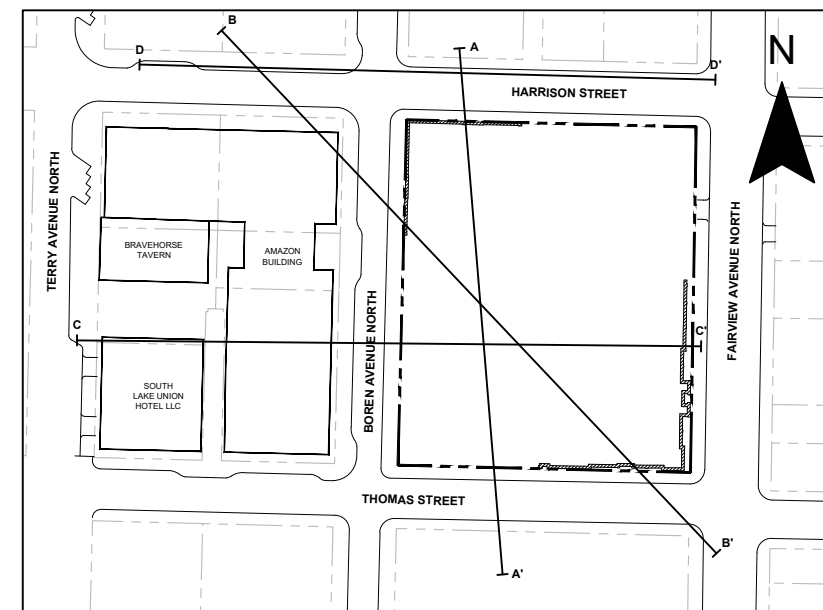 B
A
N
D
D'
HARRISON STREET
TERRY AVENUE NORTH
BRAVEHORSE
TAVERN
AMAZON
BUILDING
FAIRVIEW AVENUE NORTH
BOREN AVENUE NORTH
C
C'
SOUTH
LAKE UNION
HOTEL LLC
THOMAS STREET
B'
A'